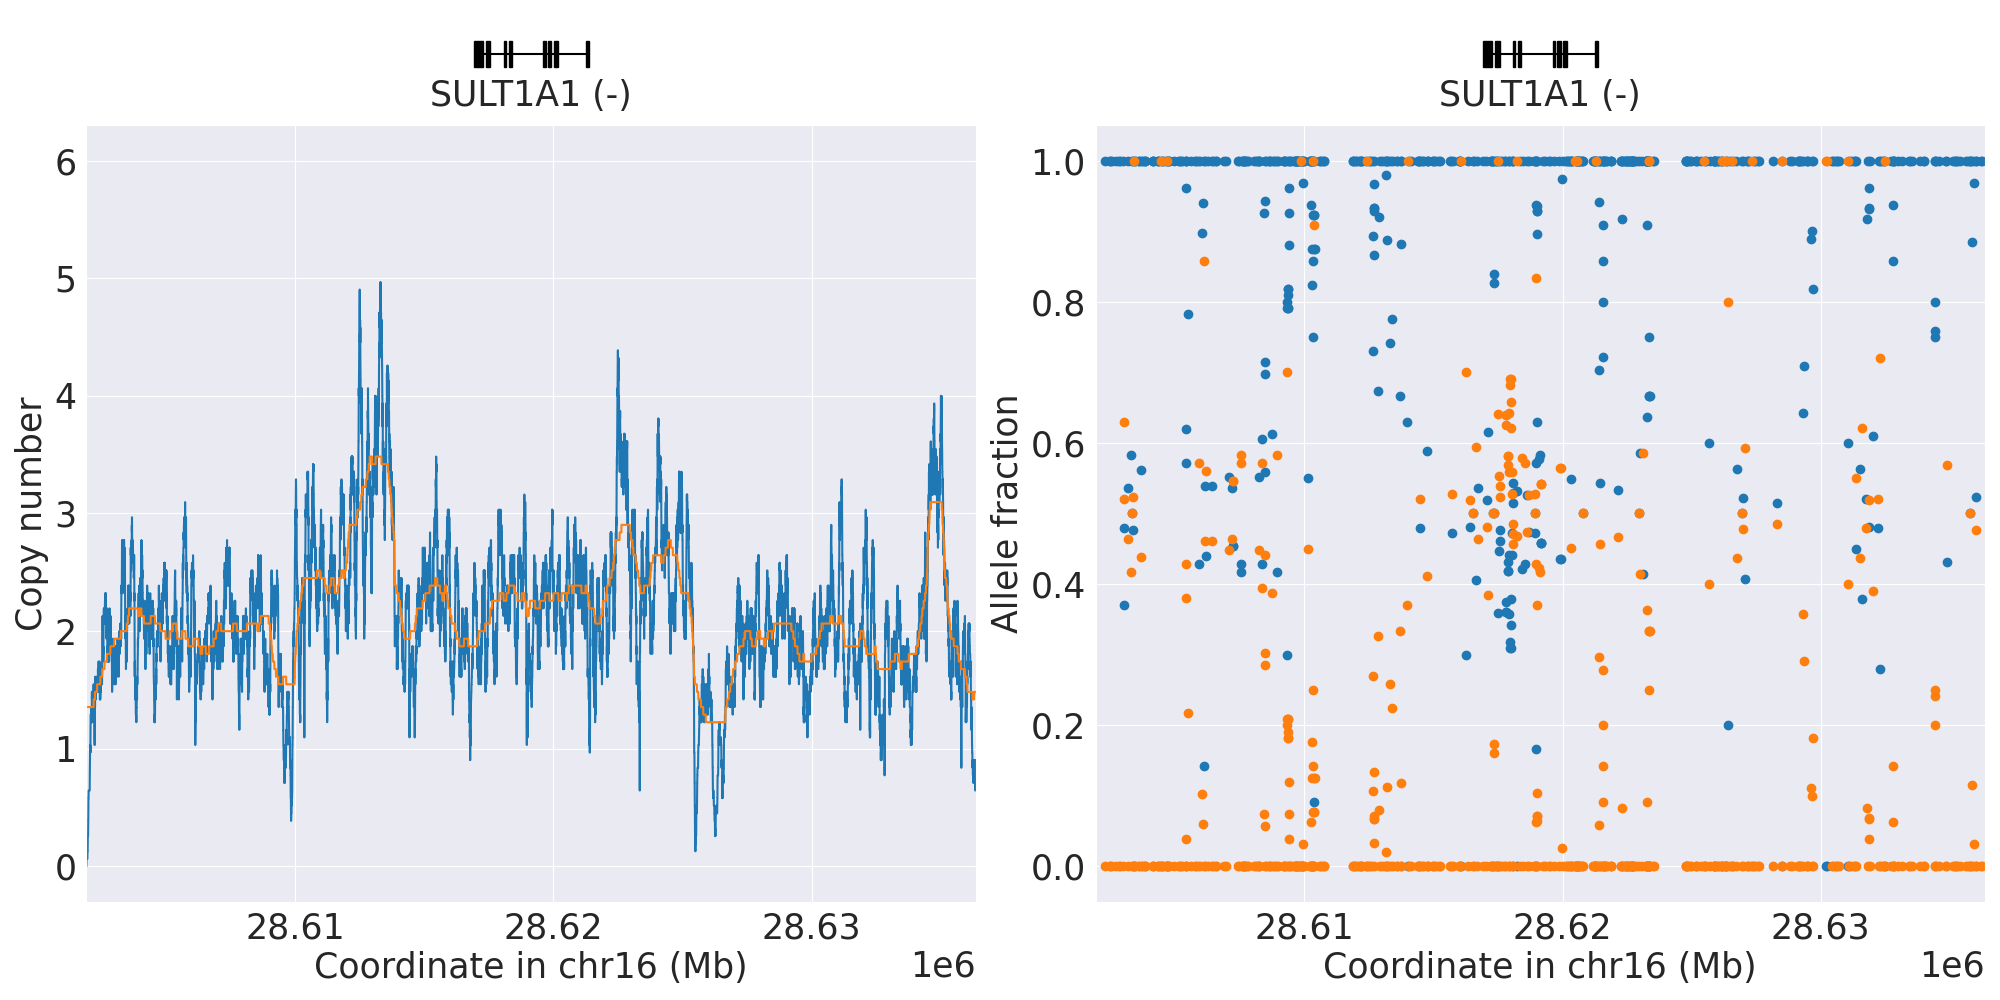 SULT1A1 (-)
Copy number
6
5
4
3
2
1
0
28.61
28.62
28.63
Coordinate in chr16 (Mb)
1e6
SULT1A1 (-)
Allele fraction
1.0
0.8
0.6
0.4
0.2
0.0
28.61
28.62
28.63
Coordinate in chr16 (Mb)
1e6